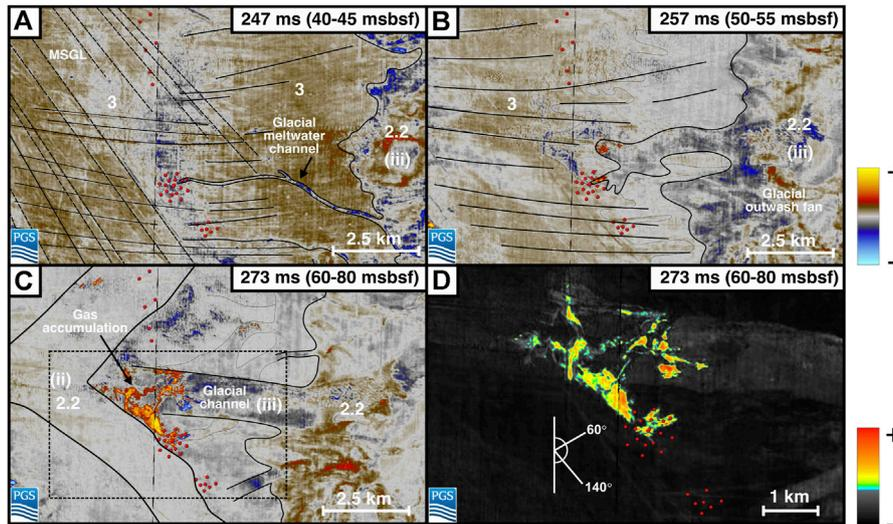 A
247 ms (40-45 msbsf)
MSGL
3
3
Glacial
meltwater
channel
2.2
(iii)
PGS
2.5 km
B
257 ms (50-55 msbsf)
3
2.2
(iii)
Glacial
outwash fan
PGS
2.5 km
-
-
C
273 ms (60-80 msbsf)
Gas
accumulation
(ii)
2.2
Glacial
channel
(iii)
2.2
PGS
2.5 km
D
273 ms (60-80 msbsf)
60°
140°
PGS
1 km
+